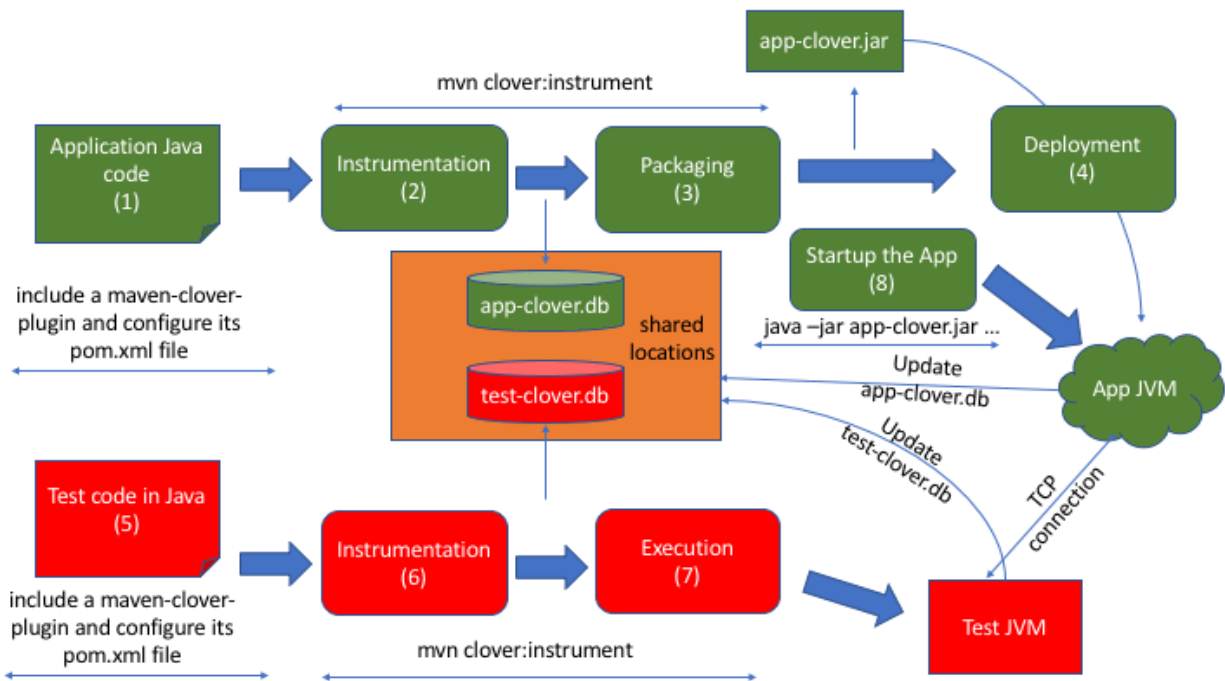 app-clover.jar
mvn clover:instrument
Application Java
code
(1)
Instrumentation
(2)
Packaging
(3)
Deployment
(4)
include a maven-clover-
plugin and configure its
pom.xml file
app-clover.db
shared
locations
test-clover.db
Startup the App
(8)
java –jar app-clover.jar ...
Update
app-clover.db
App JVM
Update
test-clover.db
TCP
connection
Test code in Java
(5)
Instrumentation
(6)
Execution
(7)
Test JVM
include a maven-clover-
plugin and configure its
pom.xml file
mvn clover:instrument